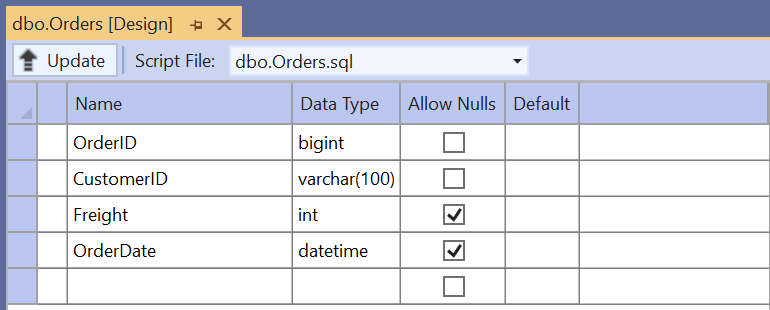 dbo.Orders [Design]
Update Script File: dbo.Orders.sql
Name Data Type Allow Nulls Default
OrderID bigint
CustomerID varchar(100)
Freight int
OrderDate datetime